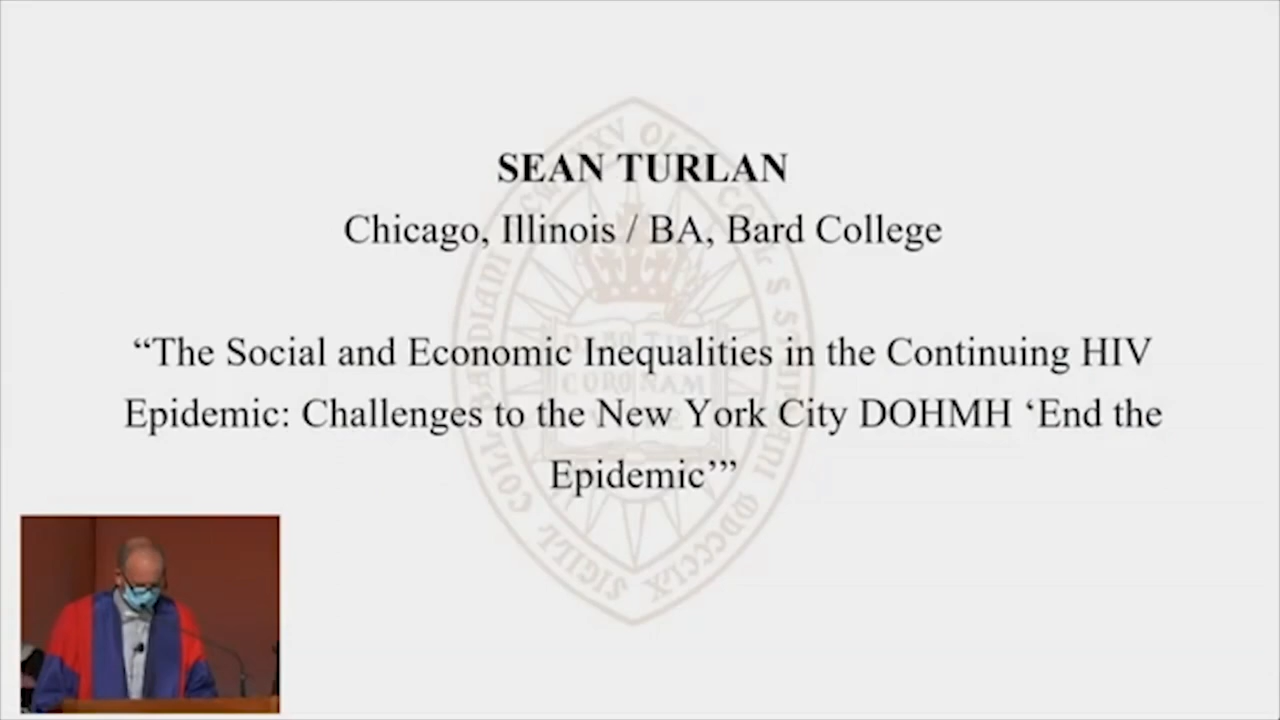 SEAN TURLAN
Chicago, Illinois / BA, Bard College
“The Social and Economic Inequalities in the Continuing HIV
Epidemic: Challenges to the New York City DOHMH ‘End the
Epidemic’”
CORONAM